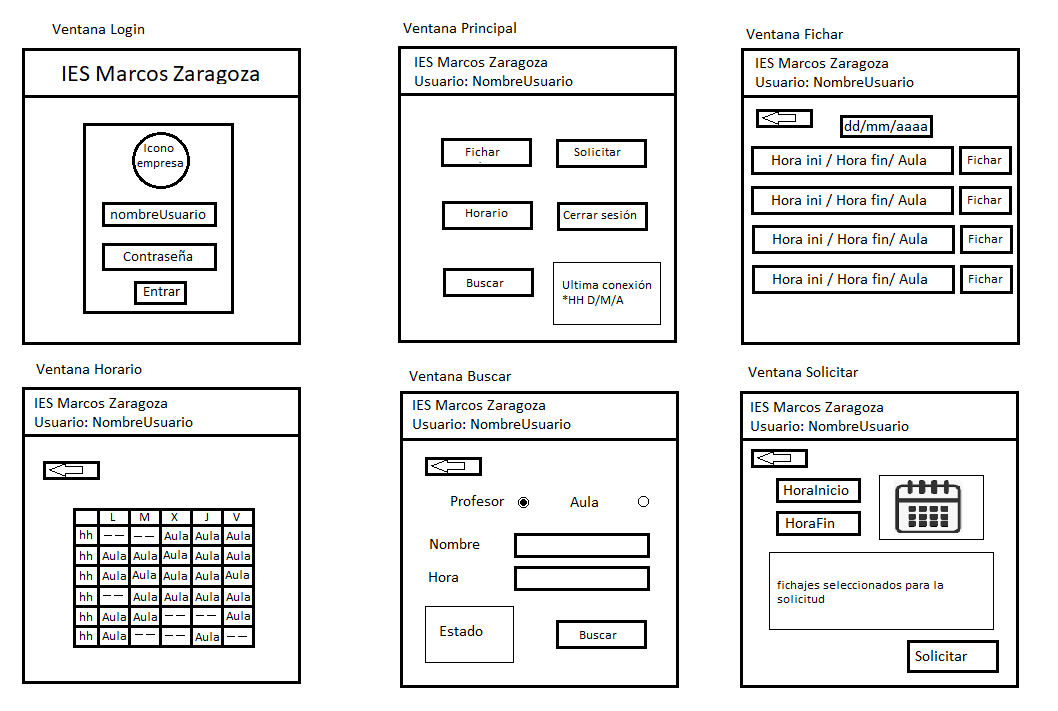 Ventana Login
IES Marcos Zaragoza
Icono
empresa
nombreUsuario
Contraseña
Entrar
Ventana Principal
IES Marcos Zaragoza
Usuario: NombreUsuario
Fichar
Solicitar
Horario
Cerrar sesión
Buscar
Ultima conexión
*HH D/M/A
Ventana Fichar
IES Marcos Zaragoza
Usuario: NombreUsuario
dd/mm/aaaa
Hora ini / Hora fin/ Aula Fichar
Hora ini / Hora fin/ Aula Fichar
Hora ini / Hora fin/ Aula Fichar
Hora ini / Hora fin/ Aula Fichar
Ventana Horario
IES Marcos Zaragoza
Usuario: NombreUsuario
L M X J V
hh -- -- Aula Aula Aula
hh Aula Aula Aula Aula Aula
hh Aula Aula Aula Aula Aula
hh -- Aula Aula Aula Aula
hh Aula Aula -- -- Aula
hh Aula -- -- Aula --
Ventana Buscar
IES Marcos Zaragoza
Usuario: NombreUsuario
Profesor Aula
Nombre
Hora
Estado
Buscar
Ventana Solicitar
IES Marcos Zaragoza
Usuario: NombreUsuario
HoraInicio
HoraFin
fichajes seleccionados para la
solicitud
Solicitar